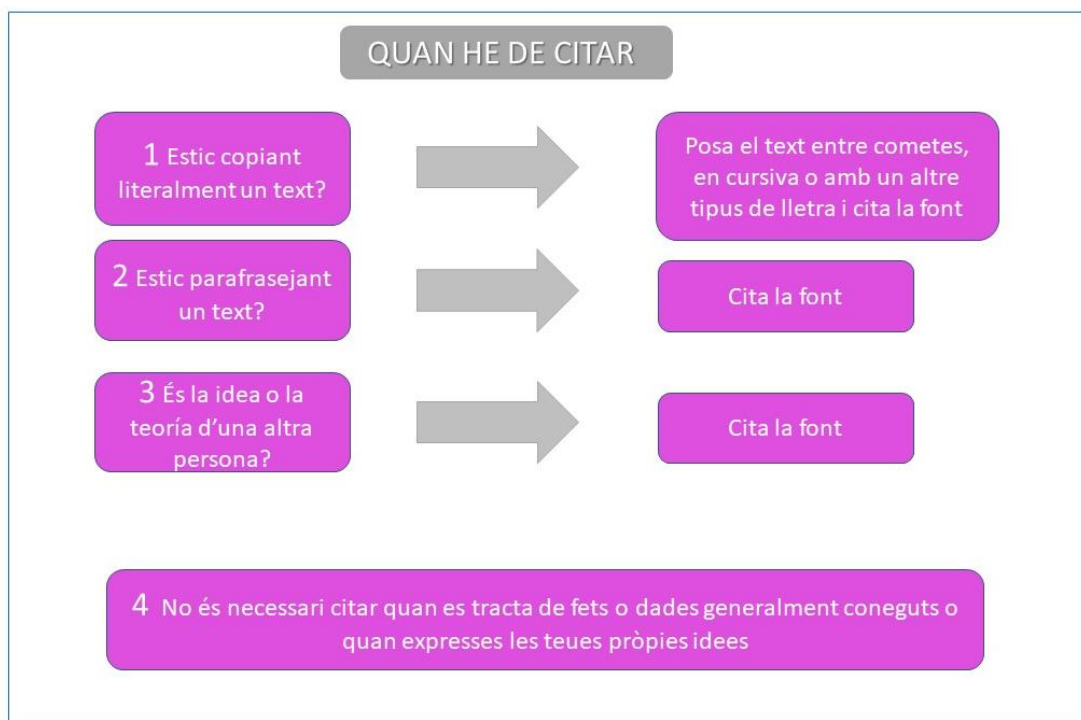 QUAN HE DE CITAR
1 Estic copiant
literalment un text?
Posa el text entre cometes,
en cursiva o amb un altre
tipus de lletra i cita la font
2 Estic parafrasejant
un text?
Cita la font
3 És la idea o la
teoría d'una altra
persona?
Cita la font
4 No és necessari citar quan es tracta de fets o dades generalment coneguts o
quan expresses les teues pròpies idees